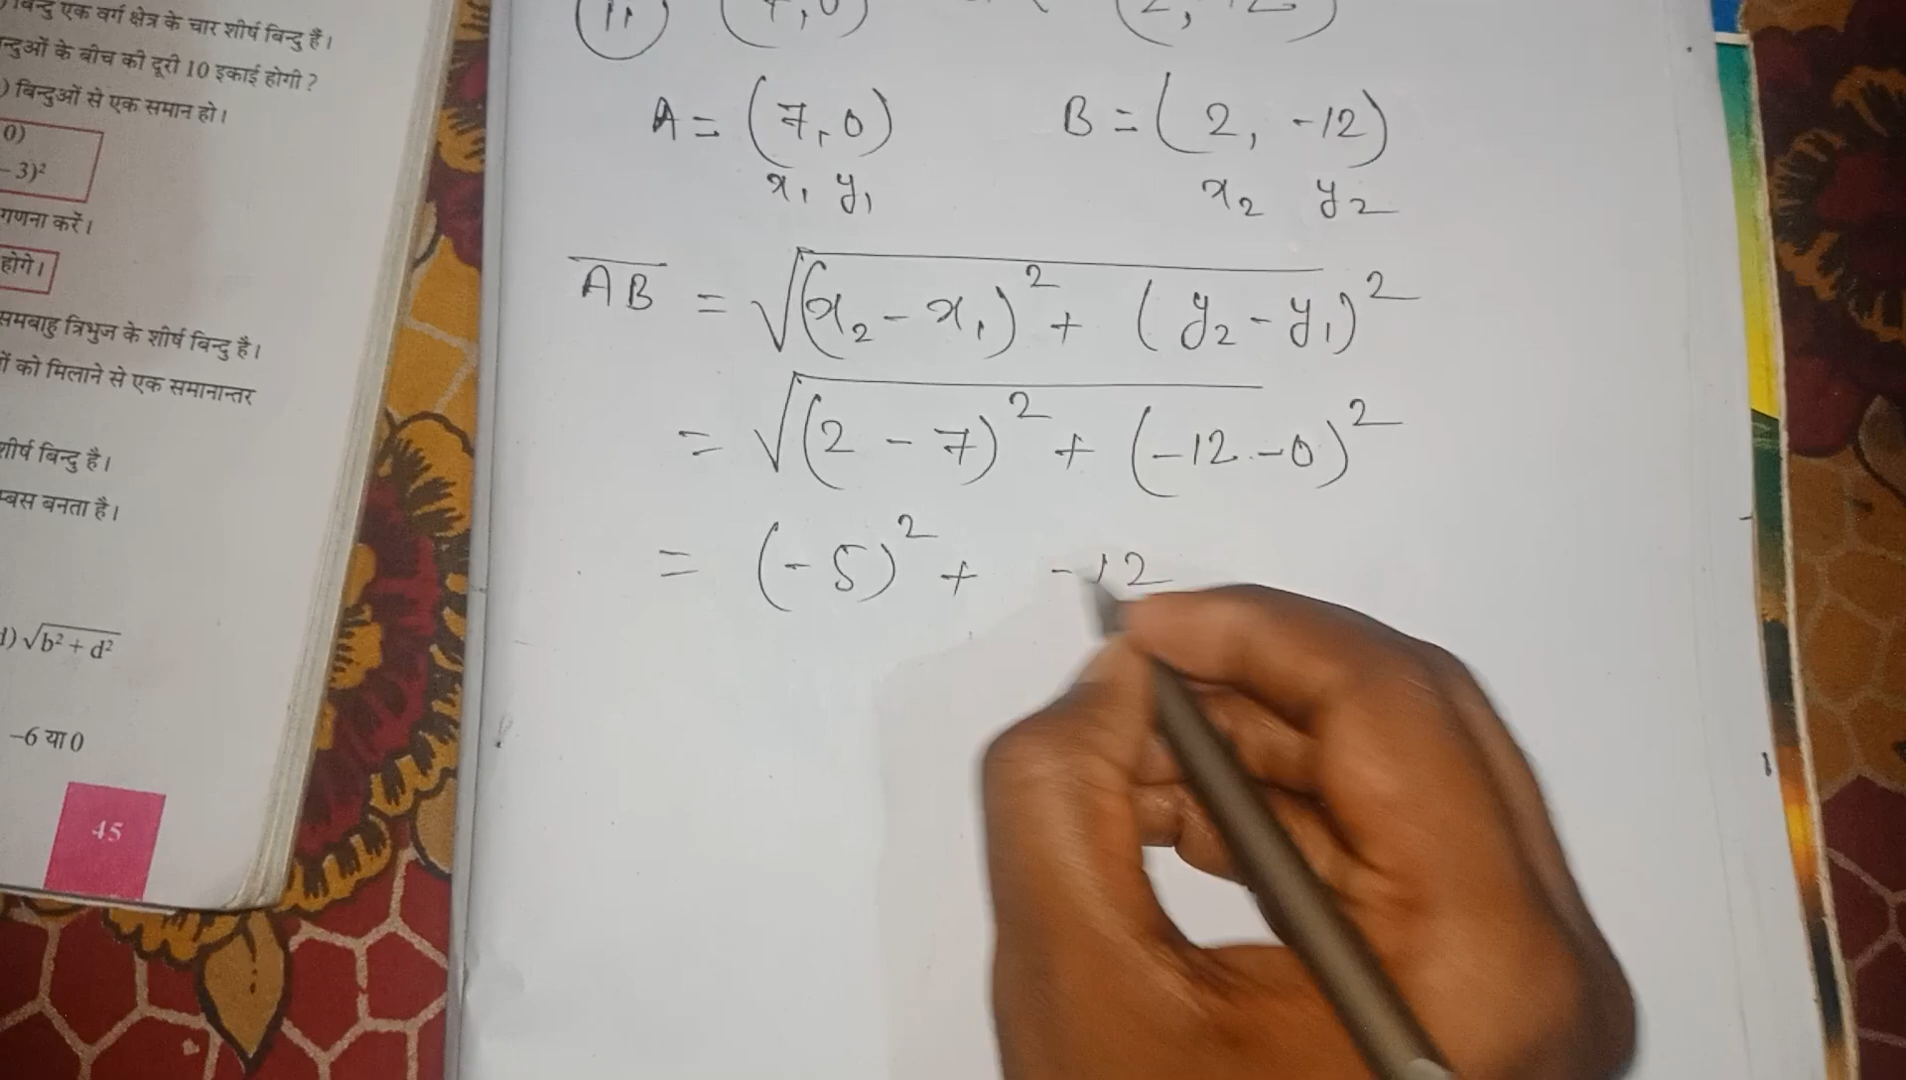 बिन्दु एक वर्ग क्षेत्र के चार शीर्ष बिन्दु हैं।
न्दुओं के बीच की दूरी 10 इकाई होगी ?
) बिन्दुओं से एक समान हो।
0)
– 3)²
गणना करें।
होगे।
समबाहु त्रिभुज के शीर्ष बिन्दु है।
ों को मिलाने से एक समानान्तर
शीर्ष बिन्दु है।
म्बस बनता है।
d) √b² + d²
–6 या 0
45
A = (7, 0) B = (2, -12)
x₁ y₁ x₂ y₂
AB = √(x₂ - x₁)² + (y₂ - y₁)²
= √(2 - 7)² + (-12 - 0)²
= (-5)² + -12